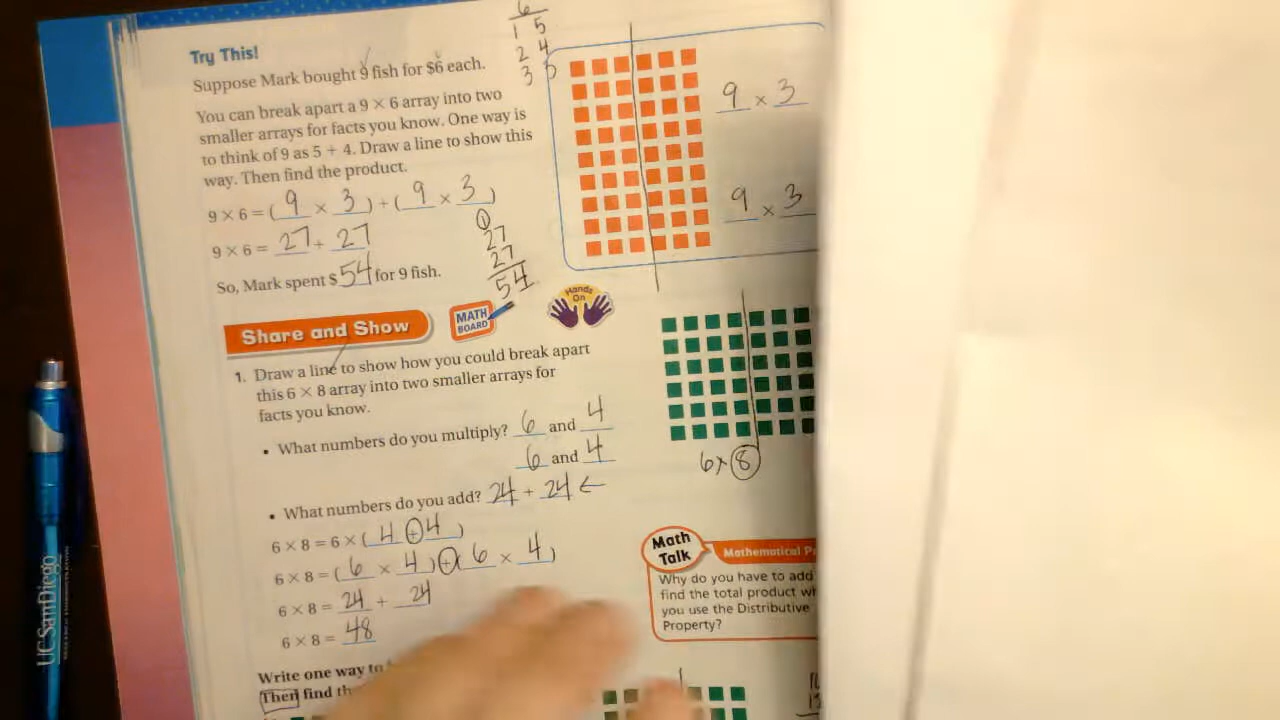 Try This!
Suppose Mark bought 9 fish for $6 each.
You can break apart a 9 × 6 array into two
smaller arrays for facts you know. One way is
to think of 9 as 5 + 4. Draw a line to show this
way. Then find the product.
9 × 6 = (9 × 3) + (9 × 3)
9 × 6 = 27 + 27
So, Mark spent $54 for 9 fish.
6
1 5
2 4
3
1
27
27
54
9 × 3
9 × 3
Share and Show
MATH
BOARD
Hands
On
1. Draw a line to show how you could break apart
this 6 × 8 array into two smaller arrays for
facts you know.
• What numbers do you multiply? 6 and 4
6 and 4
• What numbers do you add? 24 + 24 ←
6 × 8 = 6 × (4 + 4)
6 × 8 = (6 × 4) + (6 × 4)
6 × 8 = 24 + 24
6 × 8 = 48
6 × 8
Math
Talk
Mathematical
Why do you have to add
find the total product
you use the Distributive
Property?
Write one way to
Then find
UC San Diego